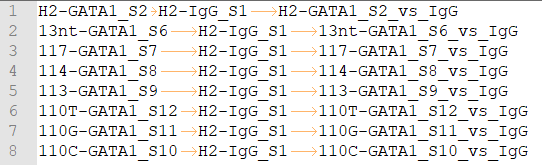 1 H2-GATA1_S2→H2-IgG_S1→H2-GATA1_S2_vs_IgG
2 13nt-GATA1_S6→H2-IgG_S1→13nt-GATA1_S6_vs_IgG
3 117-GATA1_S7→H2-IgG_S1→117-GATA1_S7_vs_IgG
4 114-GATA1_S8→H2-IgG_S1→114-GATA1_S8_vs_IgG
5 113-GATA1_S9→H2-IgG_S1→113-GATA1_S9_vs_IgG
6 110T-GATA1_S12→H2-IgG_S1→110T-GATA1_S12_vs_IgG
7 110G-GATA1_S11→H2-IgG_S1→110G-GATA1_S11_vs_IgG
8 110C-GATA1_S10→H2-IgG_S1→110C-GATA1_S10_vs_IgG